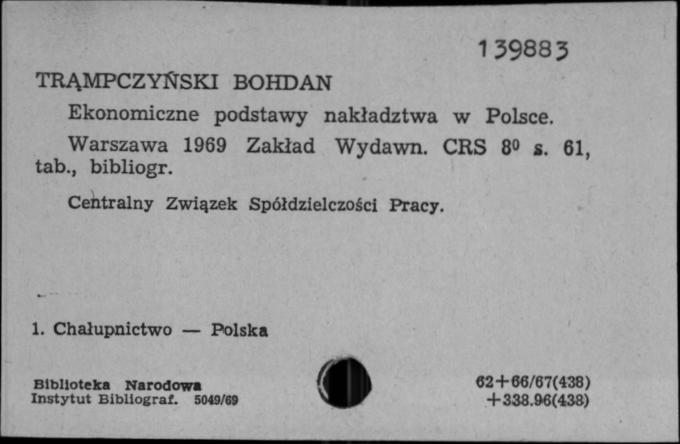 139883
TRĄMPCZYŃSKI BOHDAN
Ekonomiczne podstawy nakładztwa w Polsce.
Warszawa 1969 Zakład Wydawn. CRS 8⁰ s. 61,
tab., bibliogr.
Centralny Związek Spółdzielczości Pracy.
1. Chałupnictwo — Polska
Biblioteka Narodowa
Instytut Bibliograf. 5049/69
62+66/67(438)
+338.96(438)